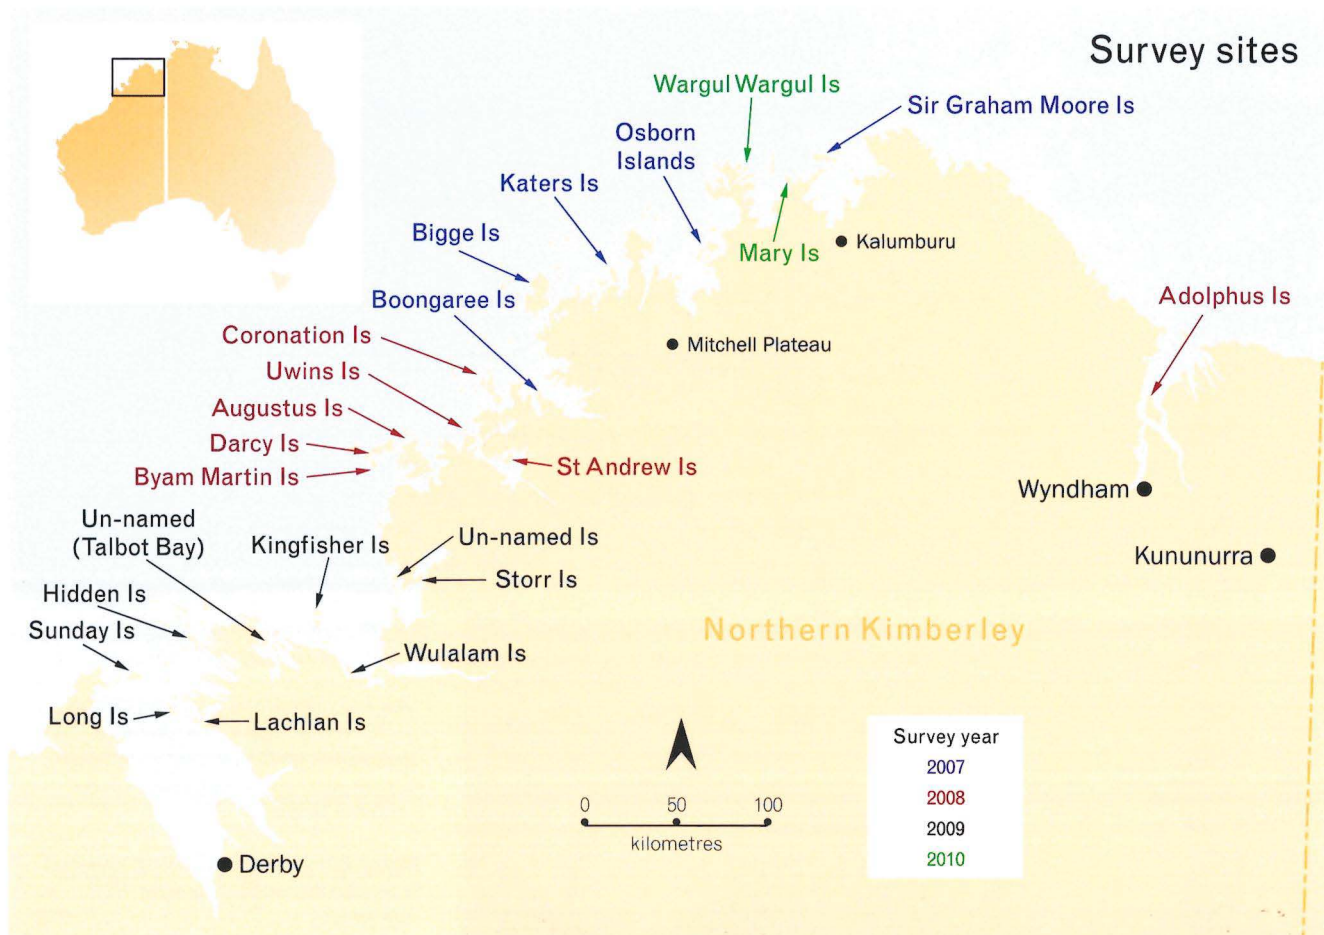 Survey sites
Wargul Wargul Is
Sir Graham Moore Is
Osborn
Islands
Katers Is
Bigge Is
Mary Is
Kalumburu
Boongaree Is
Adolphus Is
Coronation Is
Mitchell Plateau
Uwins Is
Augustus Is
Darcy Is
Byam Martin Is
St Andrew Is
Wyndham
Un-named
(Talbot Bay)
Kingfisher Is
Un-named Is
Kununurra
Storr Is
Hidden Is
Sunday Is
Northern Kimberley
Wulalam Is
Long Is
Lachlan Is
Survey year
2007
2008
2009
2010
0 50 100
kilometres
Derby